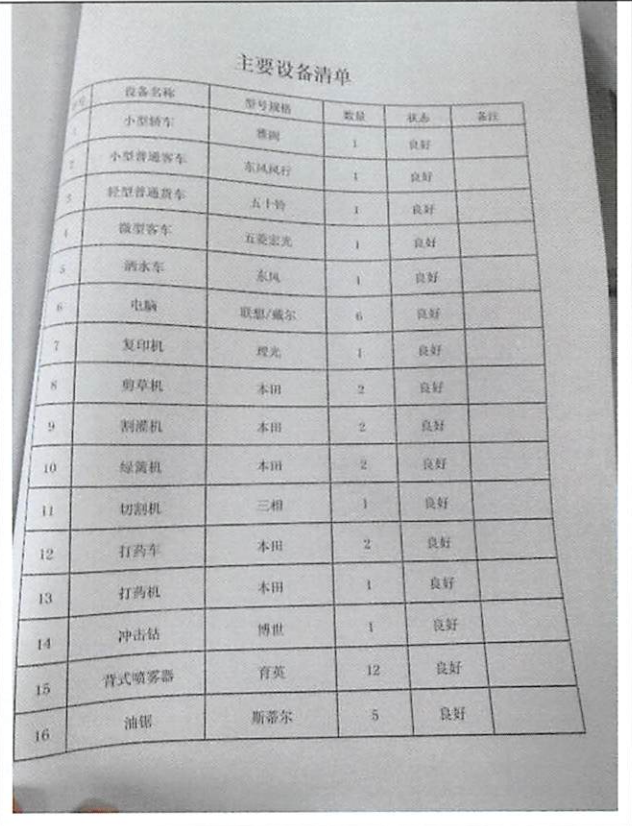 主要设备清单
序号 设备名称 型号规格 数量 状态 备注
1 小型轿车 雅阁 1 良好
2 小型普通客车 东风风行 1 良好
3 轻型普通货车 五十铃 1 良好
4 微型客车 五菱宏光 1 良好
5 洒水车 东风 1 良好
6 电脑 联想/戴尔 6 良好
7 复印机 理光 1 良好
8 剪草机 本田 2 良好
9 割灌机 本田 2 良好
10 绿篱机 本田 2 良好
11 切割机 三相 1 良好
12 打药车 本田 2 良好
13 打药机 本田 1 良好
14 冲击钻 博世 1 良好
15 背式喷雾器 育英 12 良好
16 油锯 斯蒂尔 5 良好